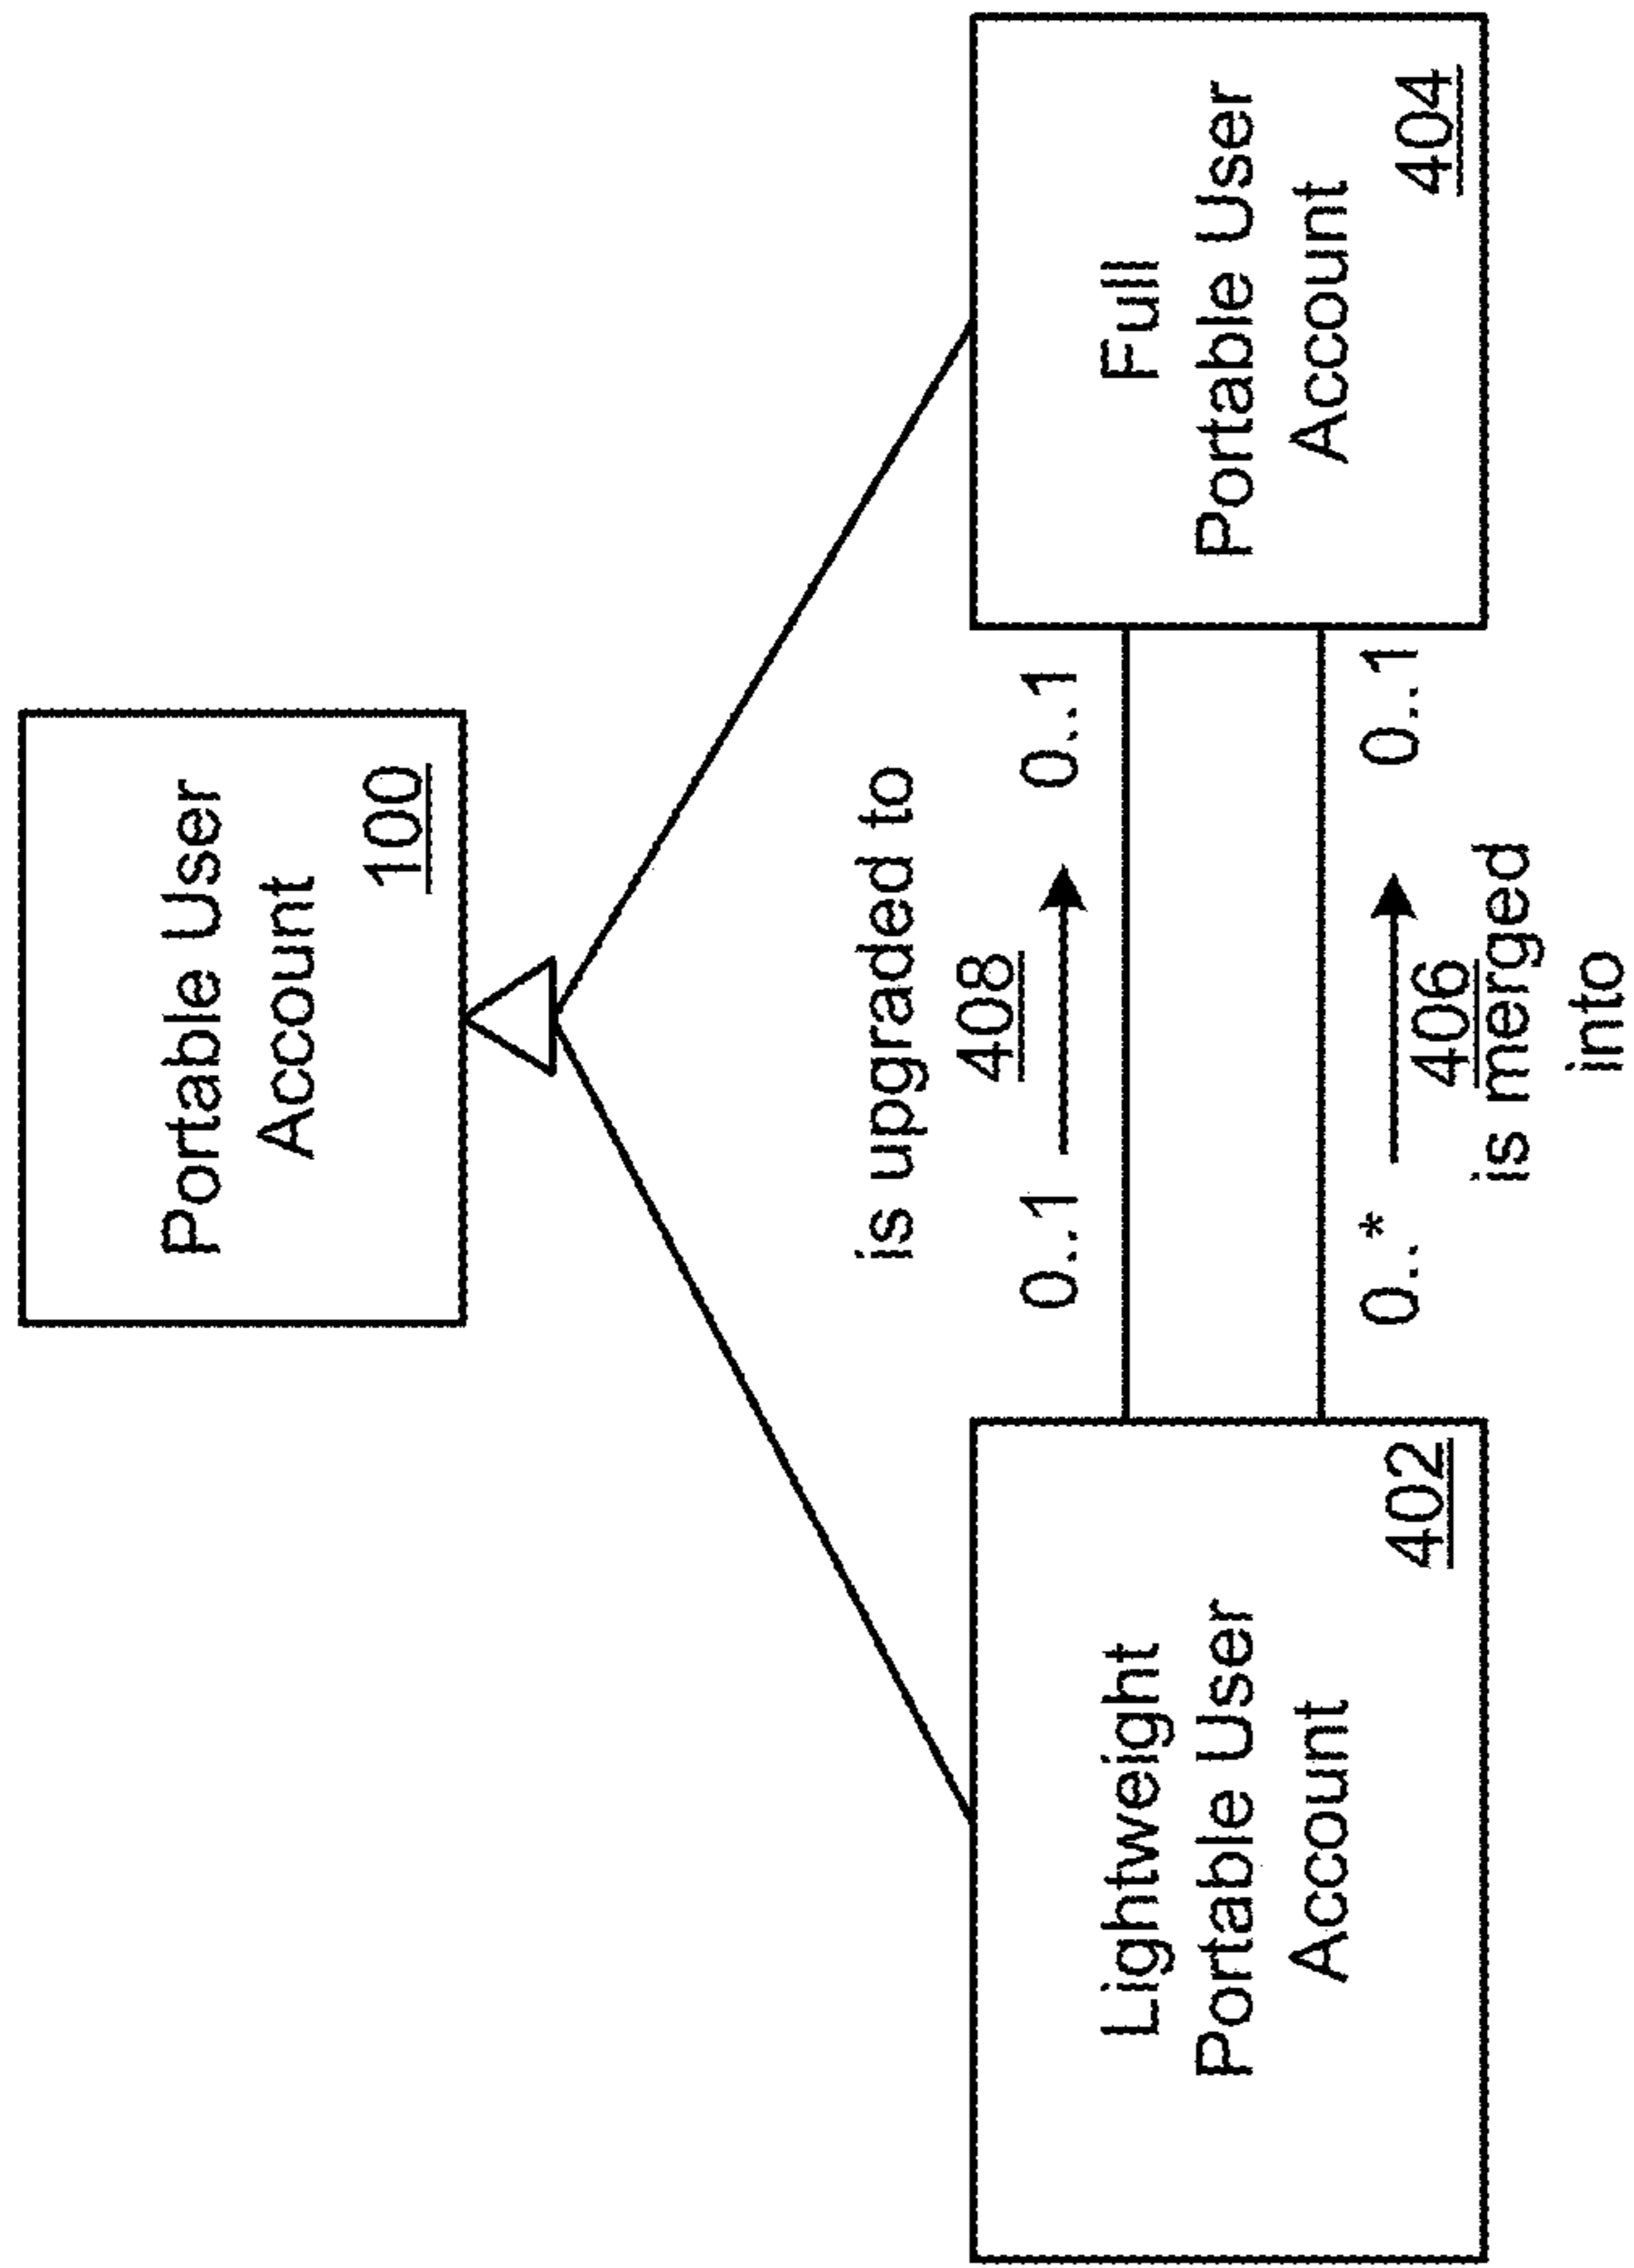 Portable User
Account
100
is upgraded to
408
0..1
0..1
Lightweight
Portable User
Account
402
Full
Portable User
Account
404
0..*
0..1
406
is merged
into